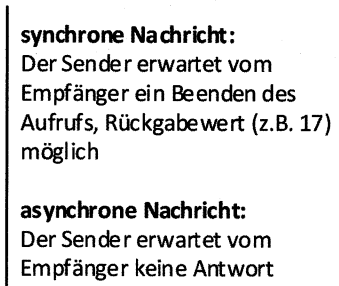 synchrone Nachricht:
Der Sender erwartet vom
Empfänger ein Beenden des
Aufrufs, Rückgabewert (z.B. 17)
möglich
asynchrone Nachricht:
Der Sender erwartet vom
Empfänger keine Antwort